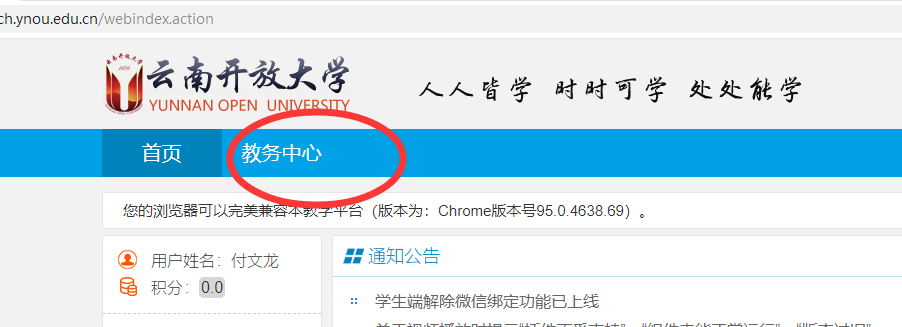 ch.ynou.edu.cn/webindex.action
云南开放大学
YUNNAN OPEN UNIVERSITY
人人皆学 时时可学 处处能学
首页 教务中心
您的浏览器可以完美兼容本教学平台（版本为：Chrome版本号95.0.4638.69）。
用户姓名：付文龙
积分：0.0
通知公告
学生端解除微信绑定功能已上线